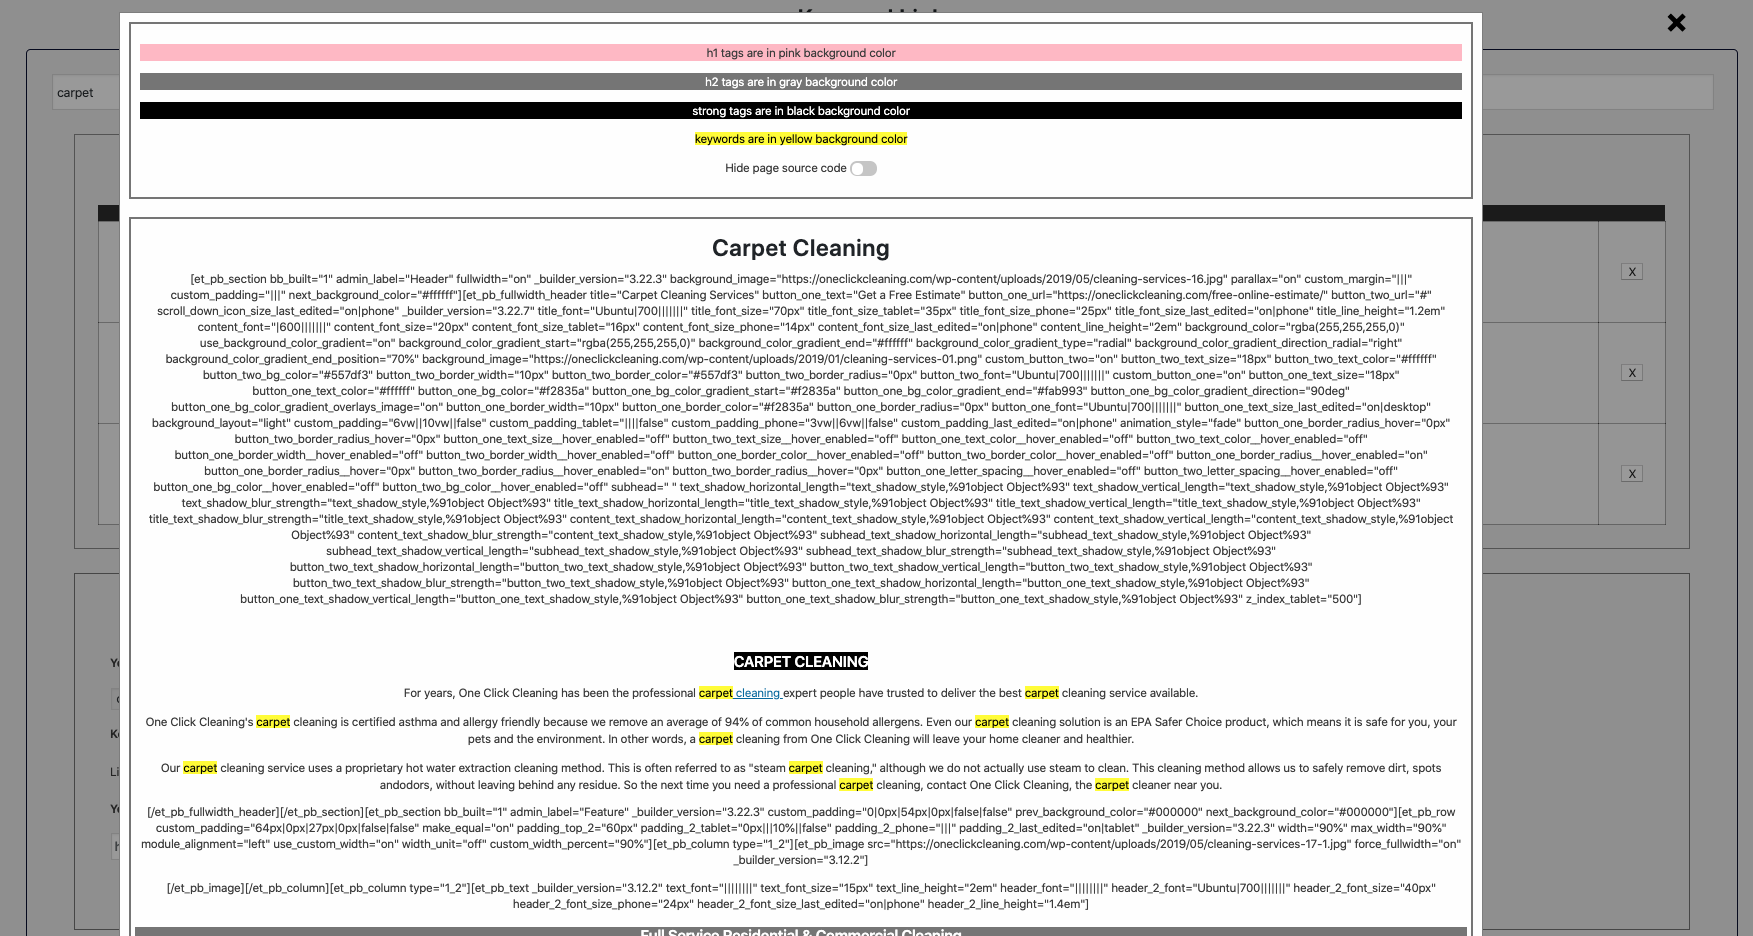 carpet
h1 tags are in pink background color
h2 tags are in gray background color
strong tags are in black background color
keywords are in yellow background color
Hide page source code
X
X
X
Carpet Cleaning
[et_pb_section bb_built="1" admin_label="Header" fullwidth="on" _builder_version="3.22.3" background_image="https://oneclickcleaning.com/wp-content/uploads/2019/05/cleaning-services-16.jpg" parallax="on" custom_margin="|||"
custom_padding="|||" next_background_color="#ffffff"][et_pb_fullwidth_header title="Carpet Cleaning Services" button_one_text="Get a Free Estimate" button_one_url="https://oneclickcleaning.com/free-online-estimate/" button_two_url="#"
scroll_down_icon_size_last_edited="on|phone" _builder_version="3.22.7" title_font="Ubuntu|700|||||||" title_font_size="70px" title_font_size_tablet="35px" title_font_size_phone="25px" title_font_size_last_edited="on|phone" title_line_height="1.2em"
content_font="|600|||||||" content_font_size="20px" content_font_size_tablet="16px" content_font_size_phone="14px" content_font_size_last_edited="on|phone" content_line_height="2em" background_color="rgba(255,255,255,0)"
use_background_color_gradient="on" background_color_gradient_start="rgba(255,255,255,0)" background_color_gradient_end="#ffffff" background_color_gradient_type="radial" background_color_gradient_direction_radial="right"
background_color_gradient_end_position="70%" background_image="https://oneclickcleaning.com/wp-content/uploads/2019/01/cleaning-services-01.png" custom_button_two="on" button_two_text_size="18px" button_two_text_color="#ffffff"
button_two_bg_color="#557df3" button_two_border_width="10px" button_two_border_color="#557df3" button_two_border_radius="0px" button_two_font="Ubuntu|700|||||||" custom_button_one="on" button_one_text_size="18px"
button_one_text_color="#ffffff" button_one_bg_color="#f2835a" button_one_bg_color_gradient_start="#f2835a" button_one_bg_color_gradient_end="#fab993" button_one_bg_color_gradient_direction="90deg"
button_one_bg_color_gradient_overlays_image="on" button_one_border_width="10px" button_one_border_color="#f2835a" button_one_border_radius="0px" button_one_font="Ubuntu|700|||||||" button_one_text_size_last_edited="on|desktop"
background_layout="light" custom_padding="6vw||10vw||false" custom_padding_tablet="||||false" custom_padding_phone="3vw||6vw||false" custom_padding_last_edited="on|phone" animation_style="fade" button_one_border_radius_hover="0px"
button_two_border_radius_hover="0px" button_one_text_size__hover_enabled="off" button_two_text_size__hover_enabled="off" button_one_text_color__hover_enabled="off" button_two_text_color__hover_enabled="off"
button_one_border_width__hover_enabled="off" button_two_border_width__hover_enabled="off" button_one_border_color__hover_enabled="off" button_two_border_color__hover_enabled="off" button_one_border_radius__hover_enabled="on"
button_one_border_radius__hover="0px" button_two_border_radius__hover_enabled="on" button_two_border_radius__hover="0px" button_one_letter_spacing__hover_enabled="off" button_two_letter_spacing__hover_enabled="off"
button_one_bg_color__hover_enabled="off" button_two_bg_color__hover_enabled="off" subhead=" " text_shadow_horizontal_length="text_shadow_style,%91object Object%93" text_shadow_vertical_length="text_shadow_style,%91object Object%93"
text_shadow_blur_strength="text_shadow_style,%91object Object%93" title_text_shadow_horizontal_length="title_text_shadow_style,%91object Object%93" title_text_shadow_vertical_length="title_text_shadow_style,%91object Object%93"
title_text_shadow_blur_strength="title_text_shadow_style,%91object Object%93" content_text_shadow_horizontal_length="content_text_shadow_style,%91object Object%93" content_text_shadow_vertical_length="content_text_shadow_style,%91object
Object%93" content_text_shadow_blur_strength="content_text_shadow_style,%91object Object%93" subhead_text_shadow_horizontal_length="subhead_text_shadow_style,%91object Object%93"
subhead_text_shadow_vertical_length="subhead_text_shadow_style,%91object Object%93" subhead_text_shadow_blur_strength="subhead_text_shadow_style,%91object Object%93"
button_two_text_shadow_horizontal_length="button_two_text_shadow_style,%91object Object%93" button_two_text_shadow_vertical_length="button_two_text_shadow_style,%91object Object%93"
button_two_text_shadow_blur_strength="button_two_text_shadow_style,%91object Object%93" button_one_text_shadow_horizontal_length="button_one_text_shadow_style,%91object Object%93"
button_one_text_shadow_vertical_length="button_one_text_shadow_style,%91object Object%93" button_one_text_shadow_blur_strength="button_one_text_shadow_style,%91object Object%93" z_index_tablet="500"]
CARPET CLEANING
For years, One Click Cleaning has been the professional carpet cleaning expert people have trusted to deliver the best carpet cleaning service available.
One Click Cleaning's carpet cleaning is certified asthma and allergy friendly because we remove an average of 94% of common household allergens. Even our carpet cleaning solution is an EPA Safer Choice product, which means it is safe for you, your
pets and the environment. In other words, a carpet cleaning from One Click Cleaning will leave your home cleaner and healthier.
Our carpet cleaning service uses a proprietary hot water extraction cleaning method. This is often referred to as "steam carpet cleaning," although we do not actually use steam to clean. This cleaning method allows us to safely remove dirt, spots
andodors, without leaving behind any residue. So the next time you need a professional carpet cleaning, contact One Click Cleaning, the carpet cleaner near you.
[/et_pb_fullwidth_header][/et_pb_section][et_pb_section bb_built="1" admin_label="Feature" _builder_version="3.22.3" custom_padding="0|0px|54px|0px|false|false" prev_background_color="#000000" next_background_color="#000000"][et_pb_row
custom_padding="64px|0px|27px|0px|false|false" make_equal="on" padding_top_2="60px" padding_2_tablet="0px|||10%||false" padding_2_phone="|||" padding_2_last_edited="on|tablet" _builder_version="3.22.3" width="90%" max_width="90%"
module_alignment="left" use_custom_width="on" width_unit="off" custom_width_percent="90%"][et_pb_column type="1_2"][et_pb_image src="https://oneclickcleaning.com/wp-content/uploads/2019/05/cleaning-services-17-1.jpg" force_fullwidth="on"
_builder_version="3.12.2"]
[/et_pb_image][/et_pb_column][et_pb_column type="1_2"][et_pb_text _builder_version="3.12.2" text_font="||||||||" text_font_size="15px" text_line_height="2em" header_font="||||||||" header_2_font="Ubuntu|700|||||||" header_2_font_size="40px"
header_2_font_size_phone="24px" header_2_font_size_last_edited="on|phone" header_2_line_height="1.4em"]
Full Service Residential & Commercial Cleaning